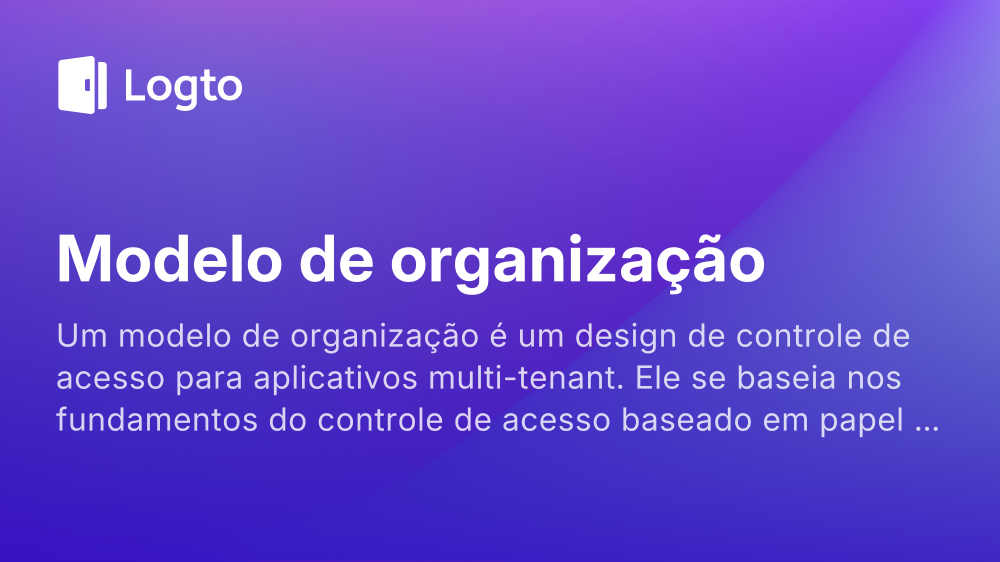 Logto
Modelo de organização
Um modelo de organização é um design de controle de
acesso para aplicativos multi-tenant. Ele se baseia nos
fundamentos do controle de acesso baseado em papel ...